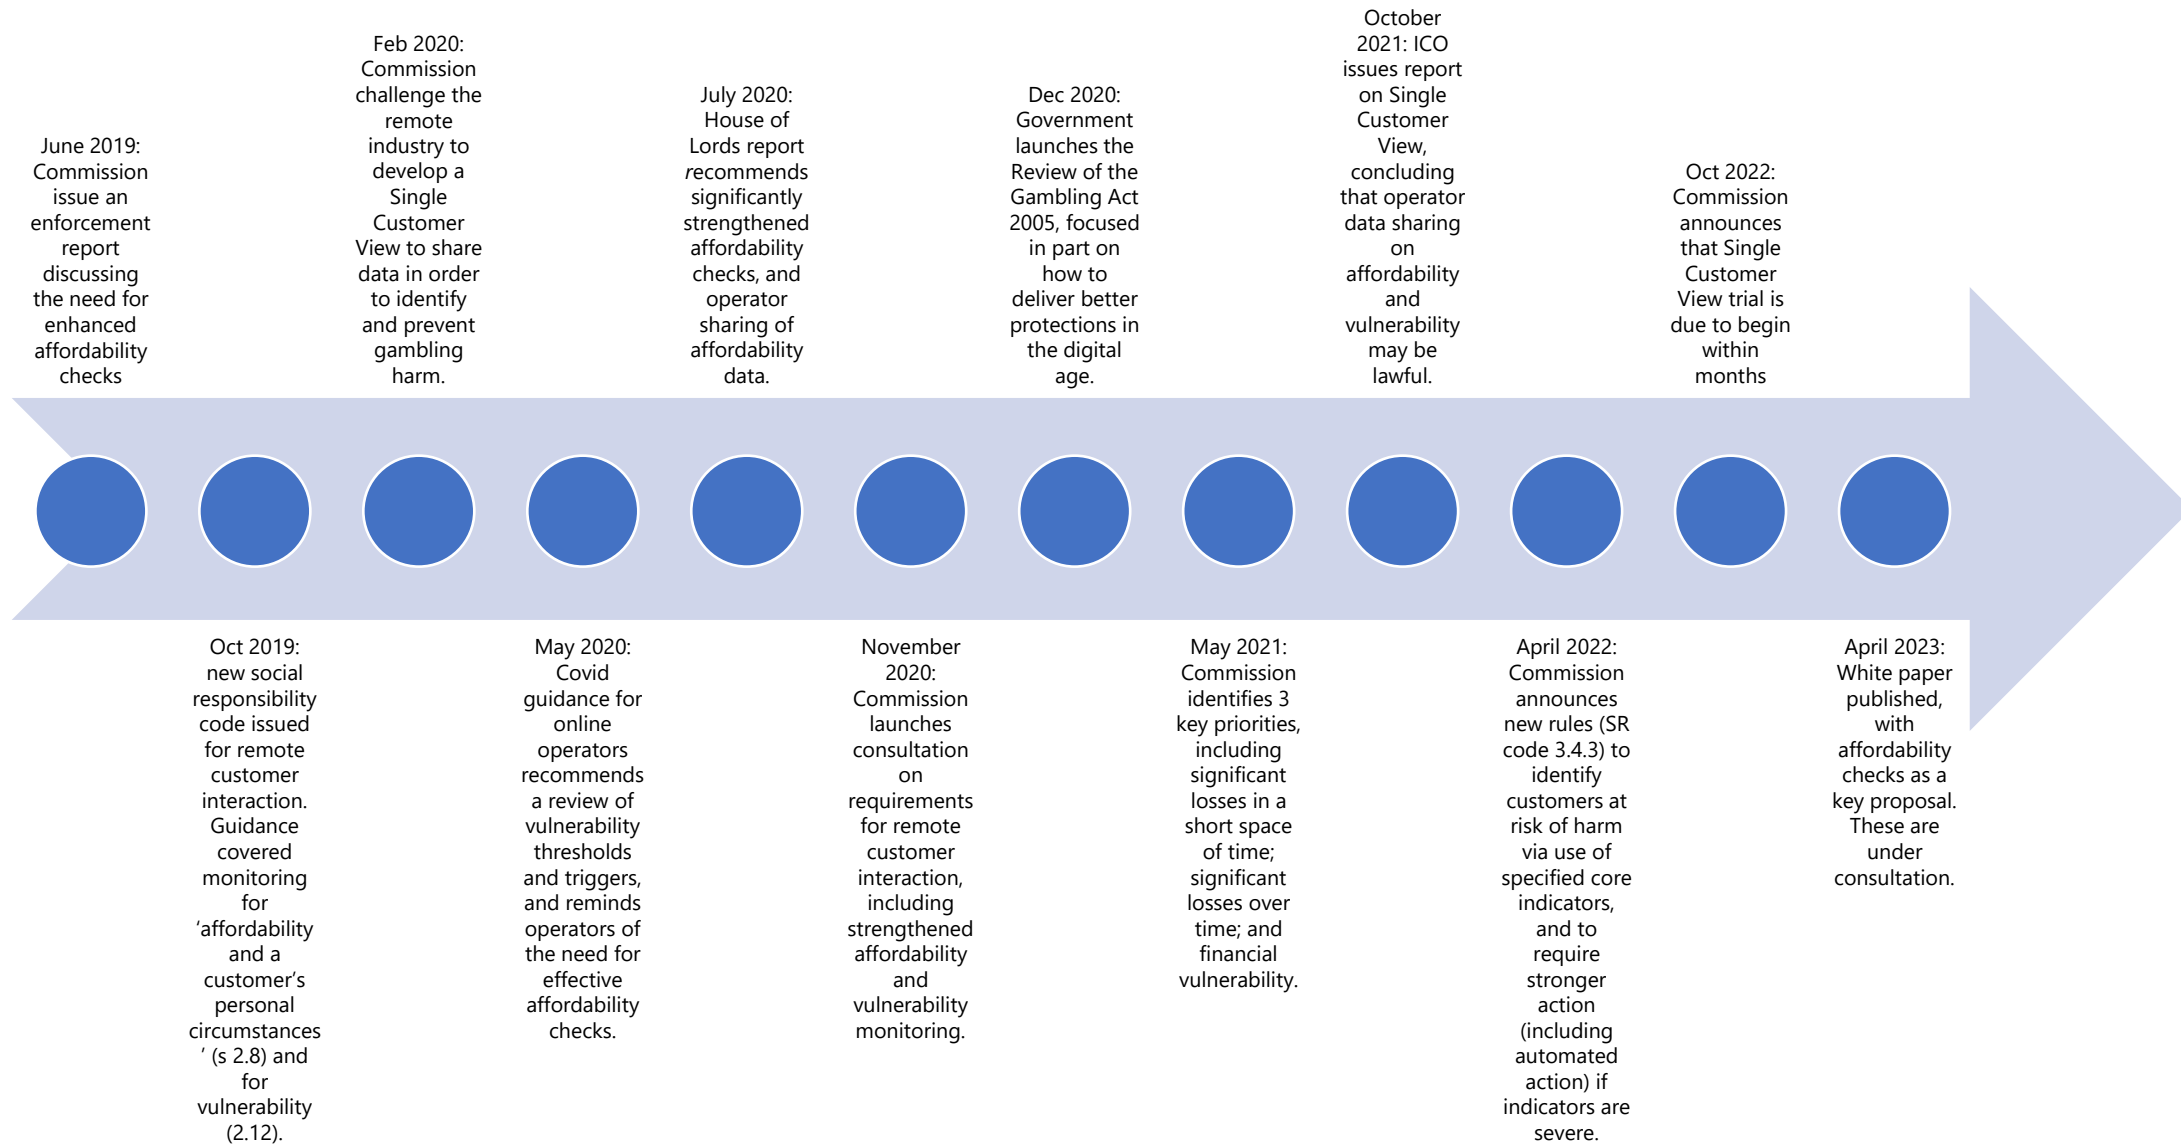 June 2019:
Commission
issue an
enforcement
report
discussing
the need for
enhanced
affordability
checks
Oct 2019:
new social
responsibility
code issued
for remote
customer
interaction.
Guidance
covered
monitoring
for
‘affordability
and a
customer’s
personal
circumstances
’ (s 2.8) and
for
vulnerability
(2.12).
Feb 2020:
Commission
challenge the
remote
industry to
develop a
Single
Customer
View to share
data in order
to identify
and prevent
gambling
harm.
May 2020:
Covid
guidance for
online
operators
recommends
a review of
vulnerability
thresholds
and triggers,
and reminds
operators of
the need for
effective
affordability
checks.
July 2020:
House of
Lords report
recommends
significantly
strengthened
affordability
checks, and
operator
sharing of
affordability
data.
November
2020:
Commission
launches
consultation
on
requirements
for remote
customer
interaction,
including
strengthened
affordability
and
vulnerability
monitoring.
Dec 2020:
Government
launches the
Review of the
Gambling Act
2005, focused
in part on
how to
deliver better
protections in
the digital
age.
May 2021:
Commission
identifies 3
key priorities,
including
significant
losses in a
short space
of time;
significant
losses over
time; and
financial
vulnerability.
October
2021: ICO
issues report
on Single
Customer
View,
concluding
that operator
data sharing
on
affordability
and
vulnerability
may be
lawful.
April 2022:
Commission
announces
new rules (SR
code 3.4.3) to
identify
customers at
risk of harm
via use of
specified core
indicators,
and to
require
stronger
action
(including
automated
action) if
indicators are
severe.
Oct 2022:
Commission
announces
that Single
Customer
View trial is
due to begin
within
months
April 2023:
White paper
published,
with
affordability
checks as a
key proposal.
These are
under
consultation.